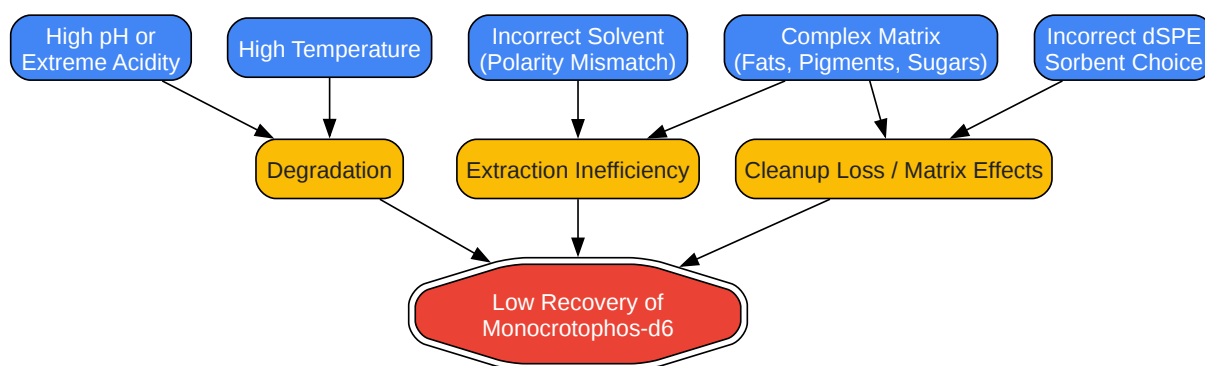 High pH or
Extreme Acidity
High Temperature
Incorrect Solvent
(Polarity Mismatch)
Complex Matrix
(Fats, Pigments, Sugars)
Incorrect dSPE
Sorbent Choice
Degradation
Extraction Inefficiency
Cleanup Loss / Matrix Effects
Low Recovery of
Monocrotophos-d6